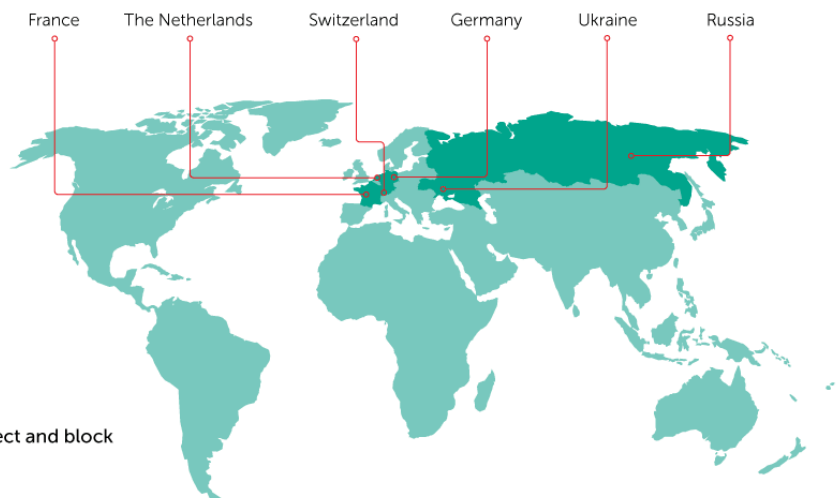 France The Netherlands Switzerland Germany Ukraine Russia
ect and block